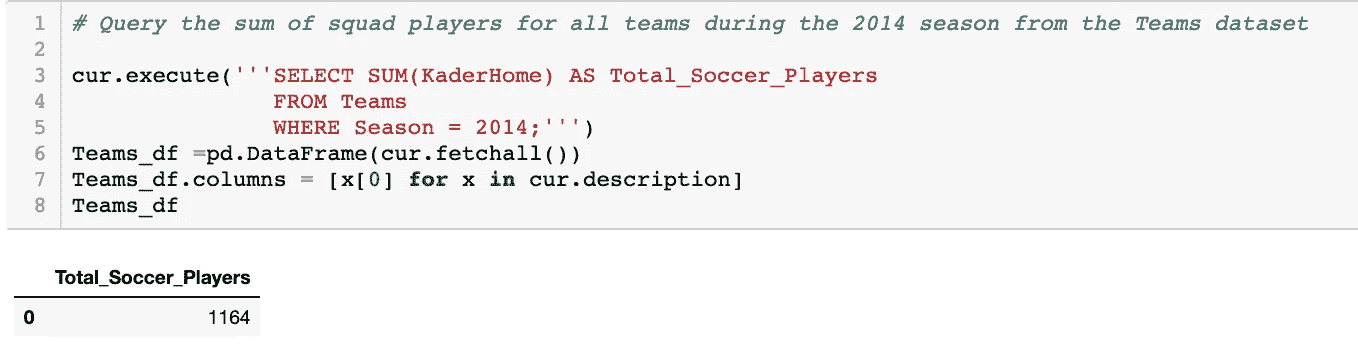 1 # Query the sum of squad players for all teams during the 2014 season from the Teams dataset
2
3 cur.execute('''SELECT SUM(KaderHome) AS Total_Soccer_Players
4 FROM Teams
5 WHERE Season = 2014;''')
6 Teams_df =pd.DataFrame(cur.fetchall())
7 Teams_df.columns = [x[0] for x in cur.description]
8 Teams_df
Total_Soccer_Players
0 1164